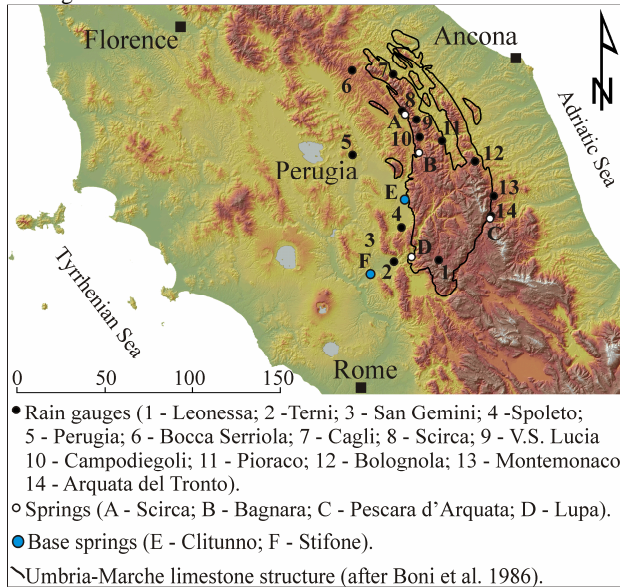 Florence
Ancona
N
7
6
8
A
9
10
11
5
Perugia
B
12
Adriatic Sea
E
13
4
14
C
3
D
F
2
1
Tyrrhenian Sea
Rome
0 50 100 150
Rain gauges (1 - Leonessa; 2 -Terni; 3 - San Gemini; 4 -Spoleto;
5 - Perugia; 6 - Bocca Serriola; 7 - Cagli; 8 - Scirca; 9 - V.S. Lucia
10 - Campodiegoli; 11 - Pioraco; 12 - Bolognola; 13 - Montemonaco
14 - Arquata del Tronto).
Springs (A - Scirca; B - Bagnara; C - Pescara d'Arquata; D - Lupa).
Base springs (E - Clitunno; F - Stifone).
Umbria-Marche limestone structure (after Boni et al. 1986).